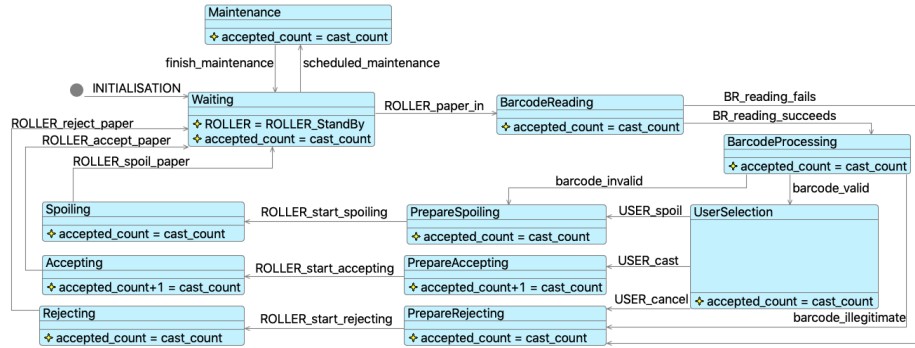 Maintenance
accepted_count = cast_count
finish_maintenance
scheduled_maintenance
INITIALISATION
Waiting
ROLLER = ROLLER_StandBy
accepted_count = cast_count
ROLLER_paper_in
BarcodeReading
accepted_count = cast_count
BR_reading_fails
BR_reading_succeeds
ROLLER_reject_paper
ROLLER_accept_paper
ROLLER_spoil_paper
BarcodeProcessing
accepted_count = cast_count
barcode_invalid
barcode_valid
Spoiling
accepted_count = cast_count
ROLLER_start_spoiling
PrepareSpoiling
accepted_count = cast_count
USER_spoil
UserSelection
accepted_count = cast_count
Accepting
accepted_count+1 = cast_count
ROLLER_start_accepting
PrepareAccepting
accepted_count+1 = cast_count
USER_cast
USER_cancel
barcode_illegitimate
Rejecting
accepted_count = cast_count
ROLLER_start_rejecting
PrepareRejecting
accepted_count = cast_count